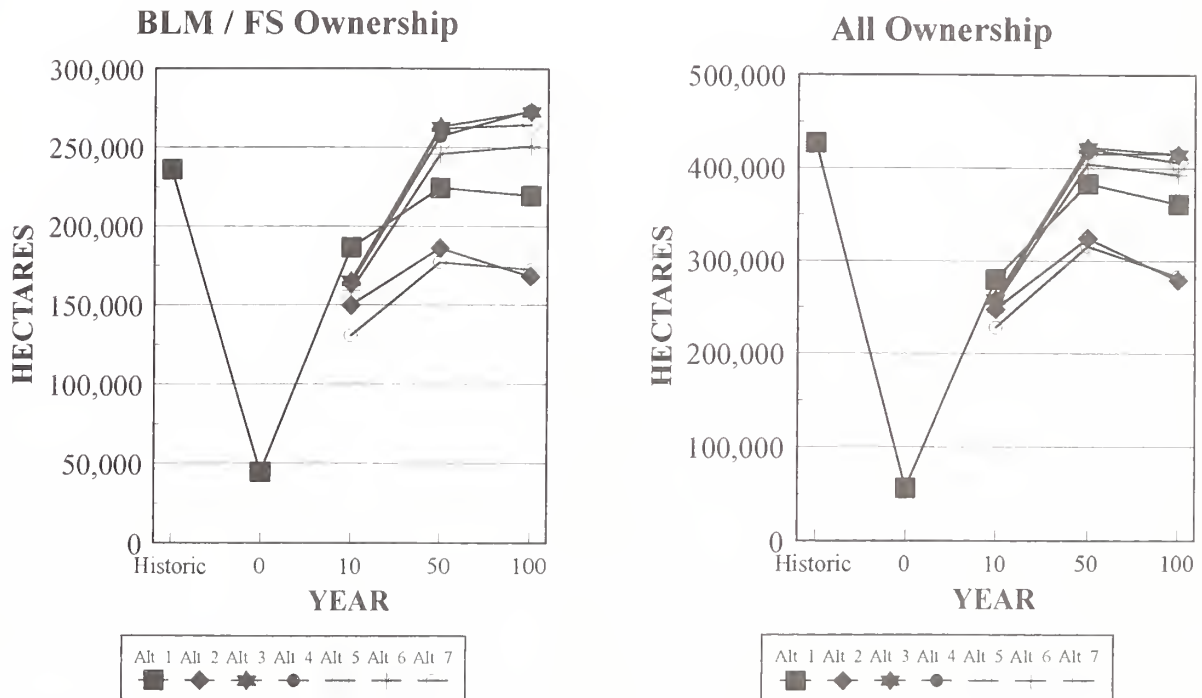 BLM / FS Ownership
300,000
250,000
200,000
150,000
100,000
50,000
0
HECTARES
Historic 0 10 50 100
YEAR
Alt 1 Alt 2 Alt 3 Alt 4 Alt 5 Alt 6 Alt 7
All Ownership
500,000
400,000
300,000
200,000
100,000
0
HECTARES
Historic 0 10 50 100
YEAR
Alt 1 Alt 2 Alt 3 Alt 4 Alt 5 Alt 6 Alt 7